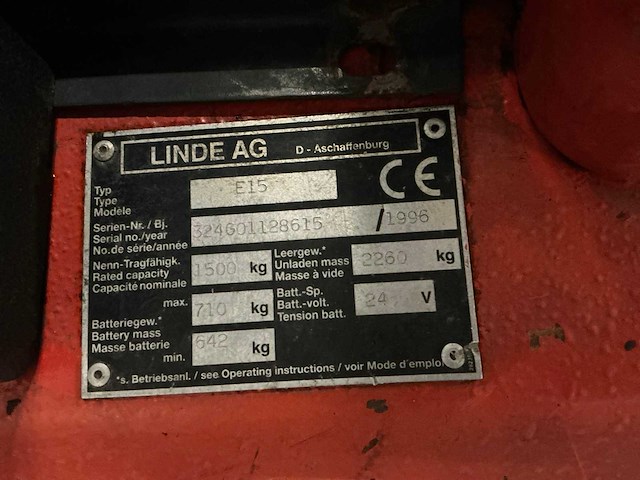 LINDE AG D - Aschaffenburg
Typ
Type
Modèle
E15
CE
Serien-Nr. / Bj.
Serial no./year
No.de série/année
324601128615 /1996
Nenn-Tragfähigk.
Rated capacity
Capacité nominale
1500 kg
Leergew.*
Unladen mass
Masse à vide
2260 kg
Batteriegew.*
Battery mass
Masse batterie
max.
710 kg
min.
642 kg
Batt.-Sp.
Batt.-volt.
Tension batt.
24 V
*s. Betriebsanl. / see Operating instructions / voir Mode d'emploi